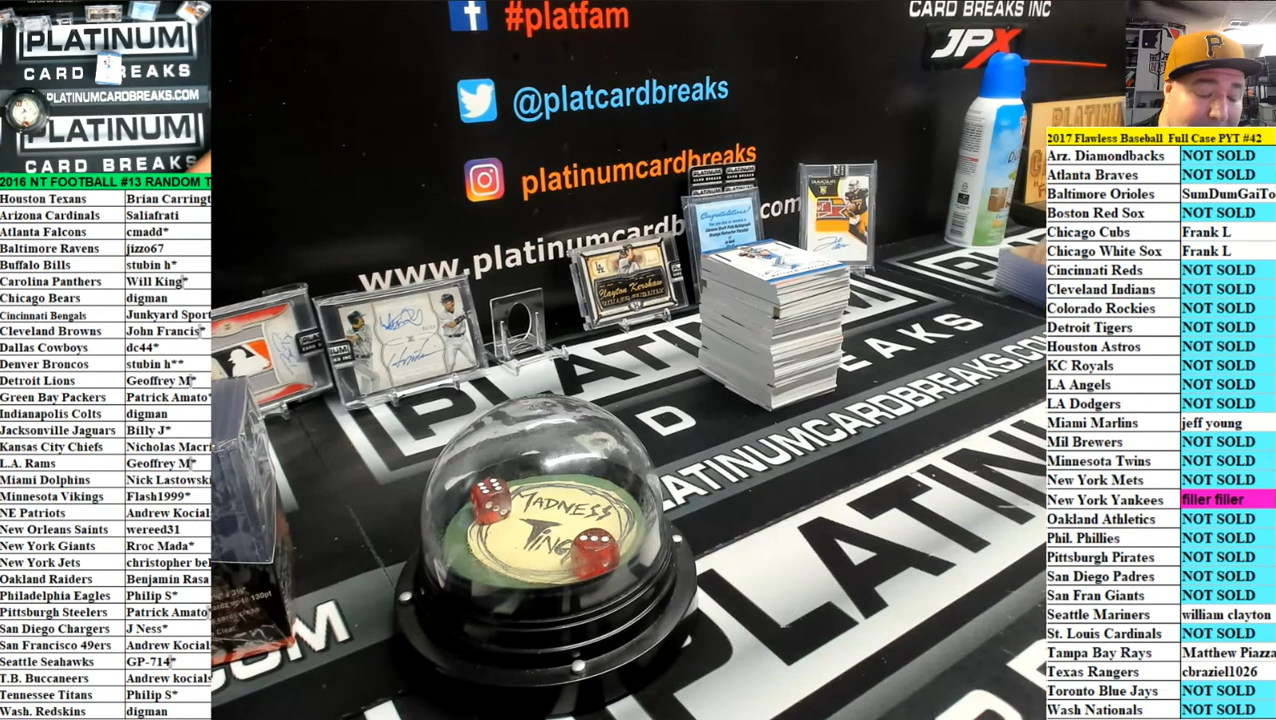 PLATINUM
CARD BREAKS
PLATINUMCARDBREAKS.COM
PLATINUM
CARD BREAKS
2016 NT FOOTBALL #13 RANDOM T
Houston Texans Brian Carringt
Arizona Cardinals Saliafrati
Atlanta Falcons cmadd*
Baltimore Ravens jizzo67
Buffalo Bills stubin h*
Carolina Panthers Will King*
Chicago Bears digman
Cincinnati Bengals Junkyard Sport
Cleveland Browns John Francis*
Dallas Cowboys dc44*
Denver Broncos stubin h**
Detroit Lions Geoffrey M*
Green Bay Packers Patrick Amato*
Indianapolis Colts digman
Jacksonville Jaguars Billy J*
Kansas City Chiefs Nicholas Macri
L.A. Rams Geoffrey M*
Miami Dolphins Nick Lastowski
Minnesota Vikings Flash1999*
NE Patriots Andrew Kocial
New Orleans Saints wereed31
New York Giants Rroc Mada*
New York Jets christopher bel
Oakland Raiders Benjamin Rasa
Philadelphia Eagles Philip S*
Pittsburgh Steelers Patrick Amato
San Diego Chargers J Ness*
San Francisco 49ers Andrew Kocial
Seattle Seahawks GP-714*
T.B. Buccaneers Andrew kocials
Tennessee Titans Philip S*
Wash. Redskins digman
#platfam
@platcardbreaks
platinumcardbreaks
www.platinumcardbreaks.com
CARD BREAKS INC
JPX
Congratulations!
Clayton Kershaw
PLATINUM
CARD BREAKS
PLATINUMCARDBREAKS.COM
PLATINUM
MADNESS
TING
.COM
2017 Flawless Baseball Full Case PYT #42
Arz. Diamondbacks NOT SOLD
Atlanta Braves NOT SOLD
Baltimore Orioles SumDumGaiTo
Boston Red Sox NOT SOLD
Chicago Cubs Frank L
Chicago White Sox Frank L
Cincinnati Reds NOT SOLD
Cleveland Indians NOT SOLD
Colorado Rockies NOT SOLD
Detroit Tigers NOT SOLD
Houston Astros NOT SOLD
KC Royals NOT SOLD
LA Angels NOT SOLD
LA Dodgers NOT SOLD
Miami Marlins jeff young
Mil Brewers NOT SOLD
Minnesota Twins NOT SOLD
New York Mets NOT SOLD
New York Yankees filler filler
Oakland Athletics NOT SOLD
Phil. Phillies NOT SOLD
Pittsburgh Pirates NOT SOLD
San Diego Padres NOT SOLD
San Fran Giants NOT SOLD
Seattle Mariners william clayton
St. Louis Cardinals NOT SOLD
Tampa Bay Rays Matthew Piazza
Texas Rangers cbraziel1026
Toronto Blue Jays NOT SOLD
Wash Nationals NOT SOLD